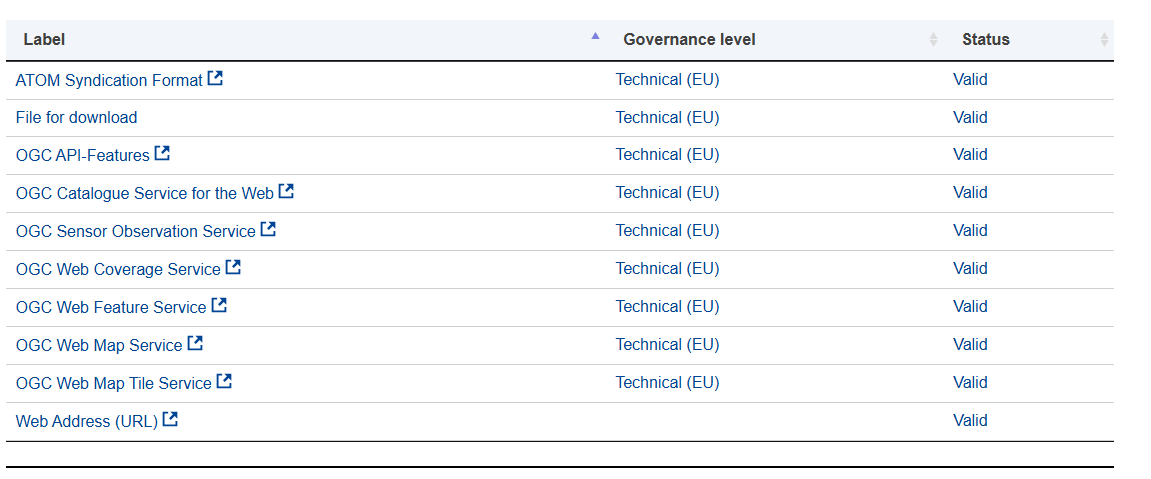 Label Governance level Status
ATOM Syndication Format Technical (EU) Valid
File for download Technical (EU) Valid
OGC API-Features Technical (EU) Valid
OGC Catalogue Service for the Web Technical (EU) Valid
OGC Sensor Observation Service Technical (EU) Valid
OGC Web Coverage Service Technical (EU) Valid
OGC Web Feature Service Technical (EU) Valid
OGC Web Map Service Technical (EU) Valid
OGC Web Map Tile Service Technical (EU) Valid
Web Address (URL) Valid